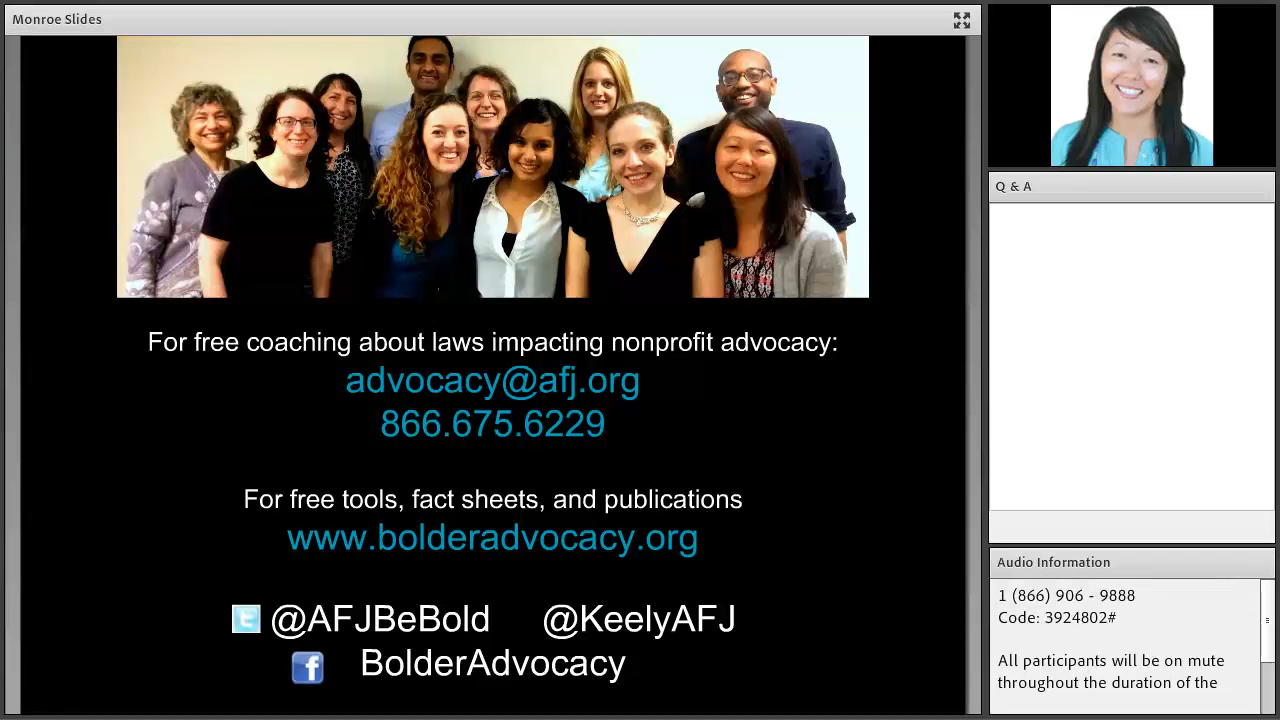 Monroe Slides
For free coaching about laws impacting nonprofit advocacy:
advocacy@afj.org
866.675.6229
For free tools, fact sheets, and publications
www.bolderadvocacy.org
@AFJBeBold @KeelyAFJ
BolderAdvocacy
Q & A
Audio Information
1 (866) 906 - 9888
Code: 3924802#
All participants will be on mute
throughout the duration of the